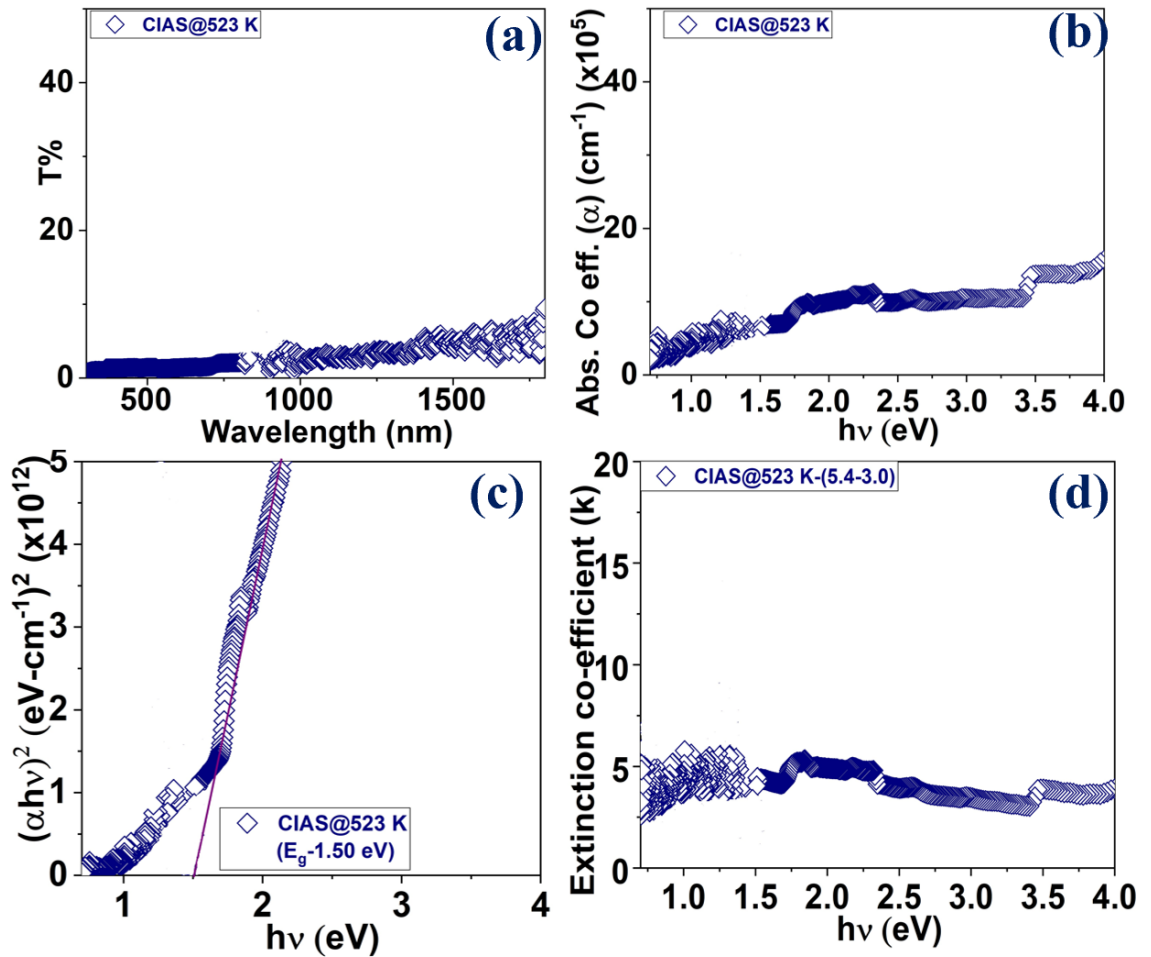 CIAS@523 K
(a)
40
20
0
T%
500
1000
1500
Wavelength (nm)
CIAS@523 K
(b)
40
20
0
Abs. Co eff. (α) (cm⁻¹) (x10⁵)
1.0
1.5
2.0
2.5
3.0
3.5
4.0
hν (eV)
(c)
5
4
3
2
1
0
(αhν)² (eV-cm⁻¹)² (x10¹²)
CIAS@523 K
(E_g-1.50 eV)
1
2
3
4
hν (eV)
CIAS@523 K-(5.4-3.0)
(d)
20
15
10
5
0
Extinction co-efficient (k)
1.0
1.5
2.0
2.5
3.0
3.5
4.0
hν (eV)